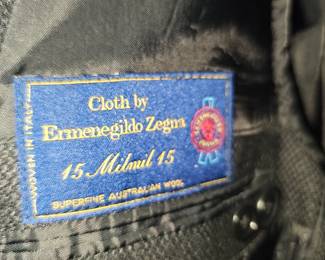 WOVEN IN ITALY
Cloth by
Ermenegildo Zegna
15 Milmil 15
SUPERFINE AUSTRALIAN WOOL